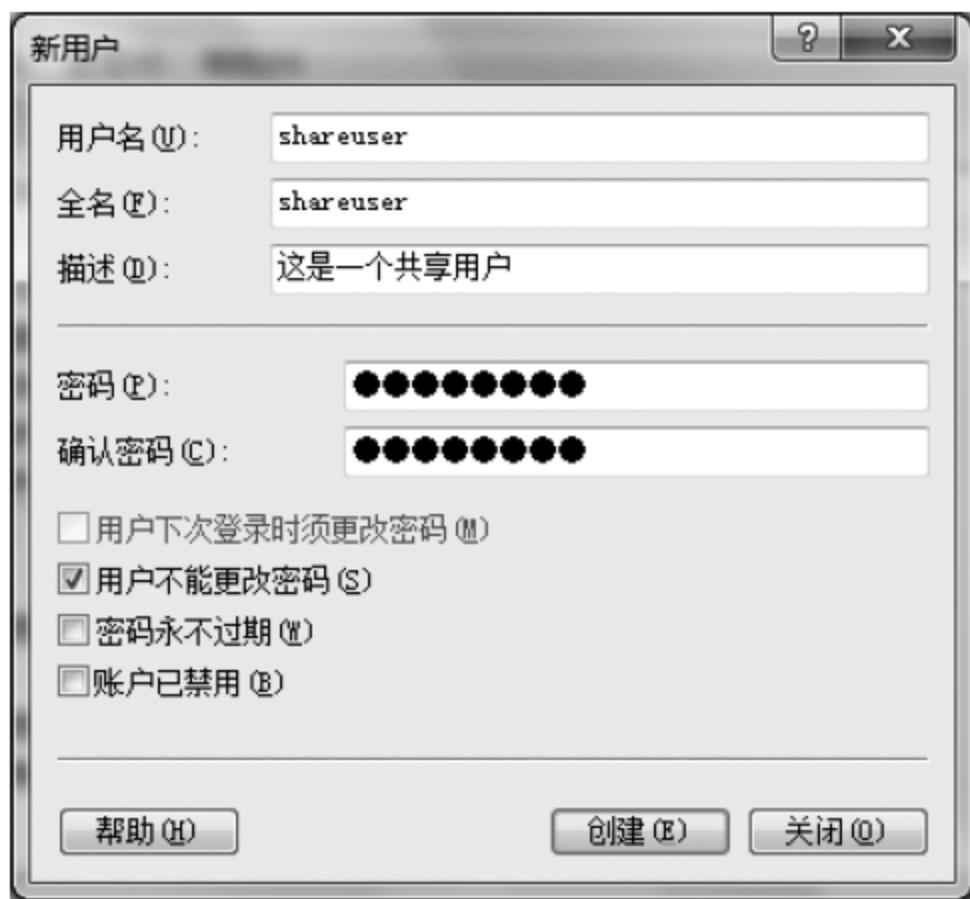 新用户
用户名(U): shareuser
全名(F): shareuser
描述(D): 这是一个共享用户
密码(P): ●●●●●●●●
确认密码(C): ●●●●●●●●
用户下次登录时须更改密码(M)
用户不能更改密码(S)
密码永不过期(W)
账户已禁用(B)
帮助(H) 创建(E) 关闭(O)